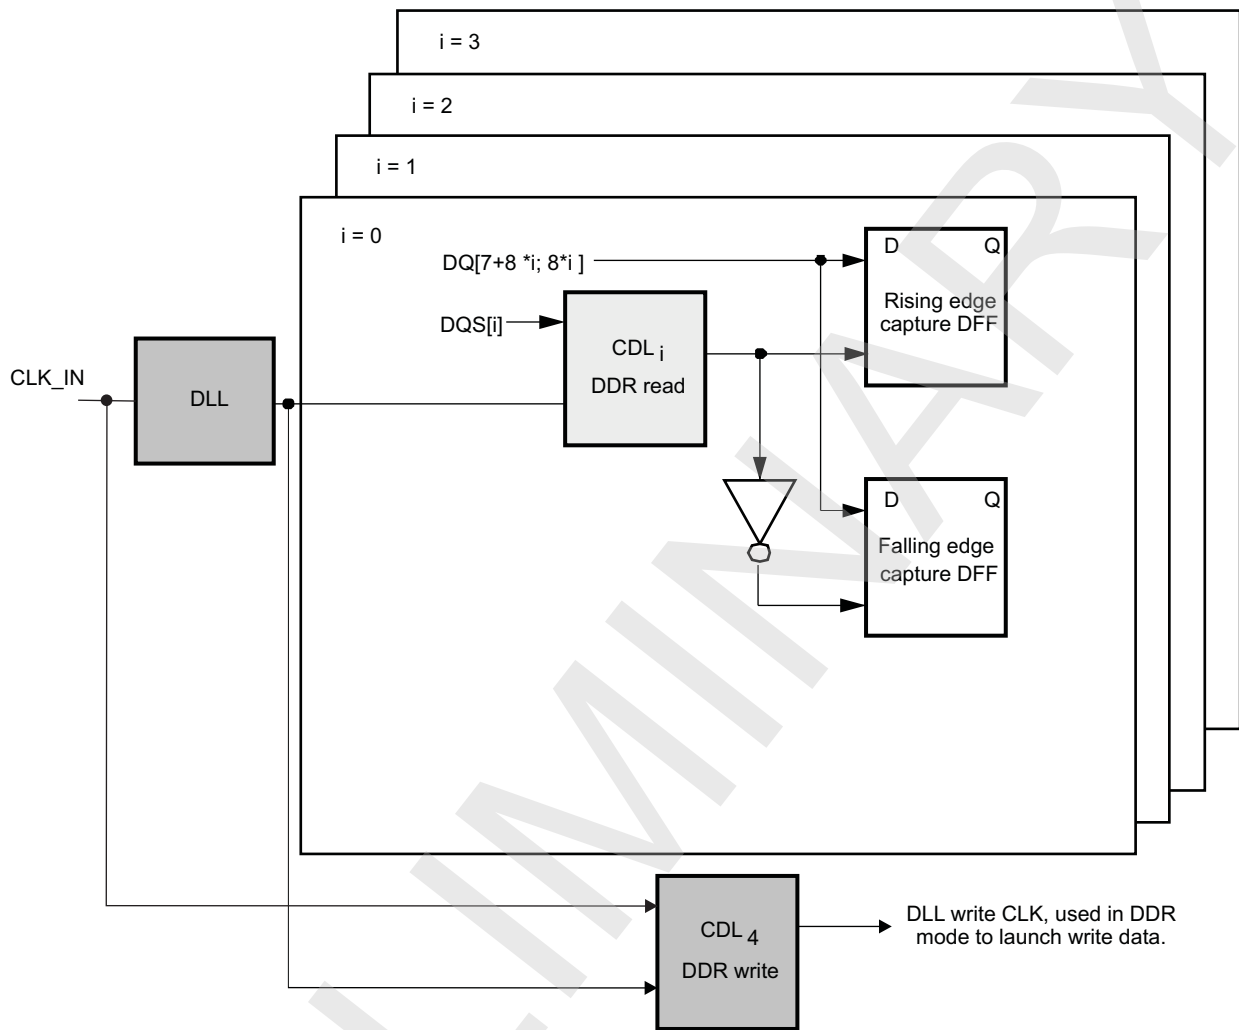 i = 3
i = 2
i = 1
i = 0
DQ[7+8 *i; 8*i ]
DQS[i]
CDL i
DDR read
D Q
Rising edge
capture DFF
CLK_IN
DLL
D Q
Falling edge
capture DFF
CDL 4
DDR write
DLL write CLK, used in DDR
mode to launch write data.
LIMINARY